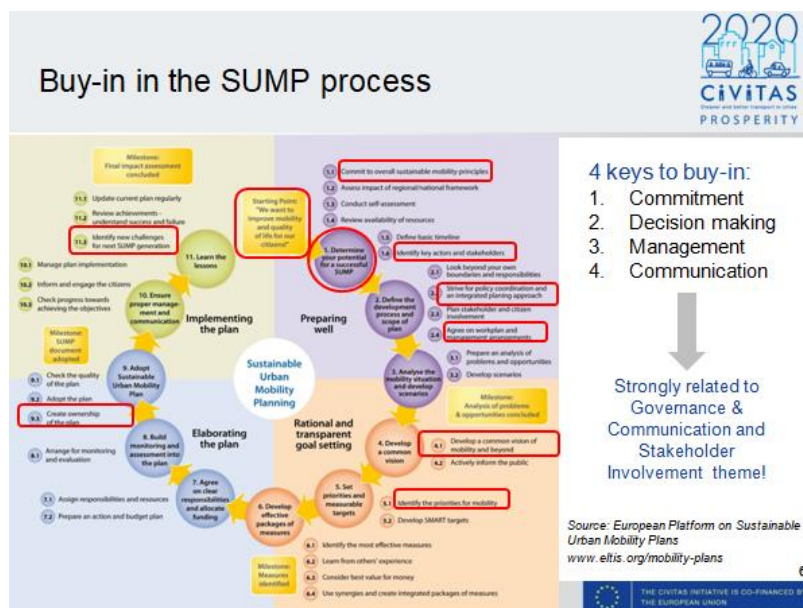 Buy-in in the SUMP process
2020
CiViTAS
Cleaner and better transport in cities
PROSPERITY
Milestone:
Final impact assessment
concluded
11.1 Update current plan regularly
11.2 Review achievements -
understand success and failure
11.3 Identify new challenges
for next SUMP generation
10.1 Manage plan implementation
10.2 Inform and engage the citizens
10.3 Check progress towards
achieving the objectives
Milestone:
SUMP
document
adopted
9.1 Check the quality
of the plan
9.2 Adopt the plan
9.3 Create ownership
of the plan
8.1 Arrange for monitoring
and evaluation
7.1 Assign responsibilities and resources
7.2 Prepare an action and budget plan
Starting Point:
"We want to
improve mobility
and quality
of life for our
citizens!"
1.1 Commit to overall sustainable mobility principles
1.2 Assess impact of regional/national framework
1.3 Conduct self-assessment
1.4 Review availability of resources
1.5 Define basic timeline
1.6 Identify key actors and stakeholders
2.1 Look beyond your own
boundaries and responsibilities
2.2 Strive for policy coordination and
an integrated planning approach
2.3 Plan stakeholder and citizen
involvement
2.4 Agree on workplan and
management arrangements
3.1 Prepare an analysis of
problems and opportunities
3.2 Develop scenarios
Milestone:
Analysis of problems
& opportunities concluded
4.1 Develop a common vision of
mobility and beyond
4.2 Actively inform the public
5.1 Identify the priorities for mobility
5.2 Develop SMART targets
6.1 Identify the most effective measures
6.2 Learn from others' experience
6.3 Consider best value for money
6.4 Use synergies and create integrated packages of measures
Milestone:
Measures
identified
11. Learn the
lessons
10. Ensure
proper manage-
ment and
communication
9. Adopt
Sustainable
Urban Mobility
Plan
8. Build
monitoring and
assessment into
the plan
7. Agree
on clear
responsibilities
and allocate
funding
6. Develop
effective
packages of
measures
5. Set
priorities and
measurable
targets
4. Develop
a common
vision
3. Analyse the
mobility situation
and develop
scenarios
2. Define the
development
process and
scope of
plan
1. Determine
your potential
for a successful
SUMP
Implementing
the plan
Preparing
well
Sustainable
Urban
Mobility
Planning
Elaborating
the plan
Rational and
transparent
goal setting
4 keys to buy-in:
1. Commitment
2. Decision making
3. Management
4. Communication
Strongly related to
Governance &
Communication and
Stakeholder
Involvement theme!
Source: European Platform on Sustainable
Urban Mobility Plans
www.eltis.org/mobility-plans
6
THE CIVITAS INITIATIVE IS CO-FINANCED BY
THE EUROPEAN UNION